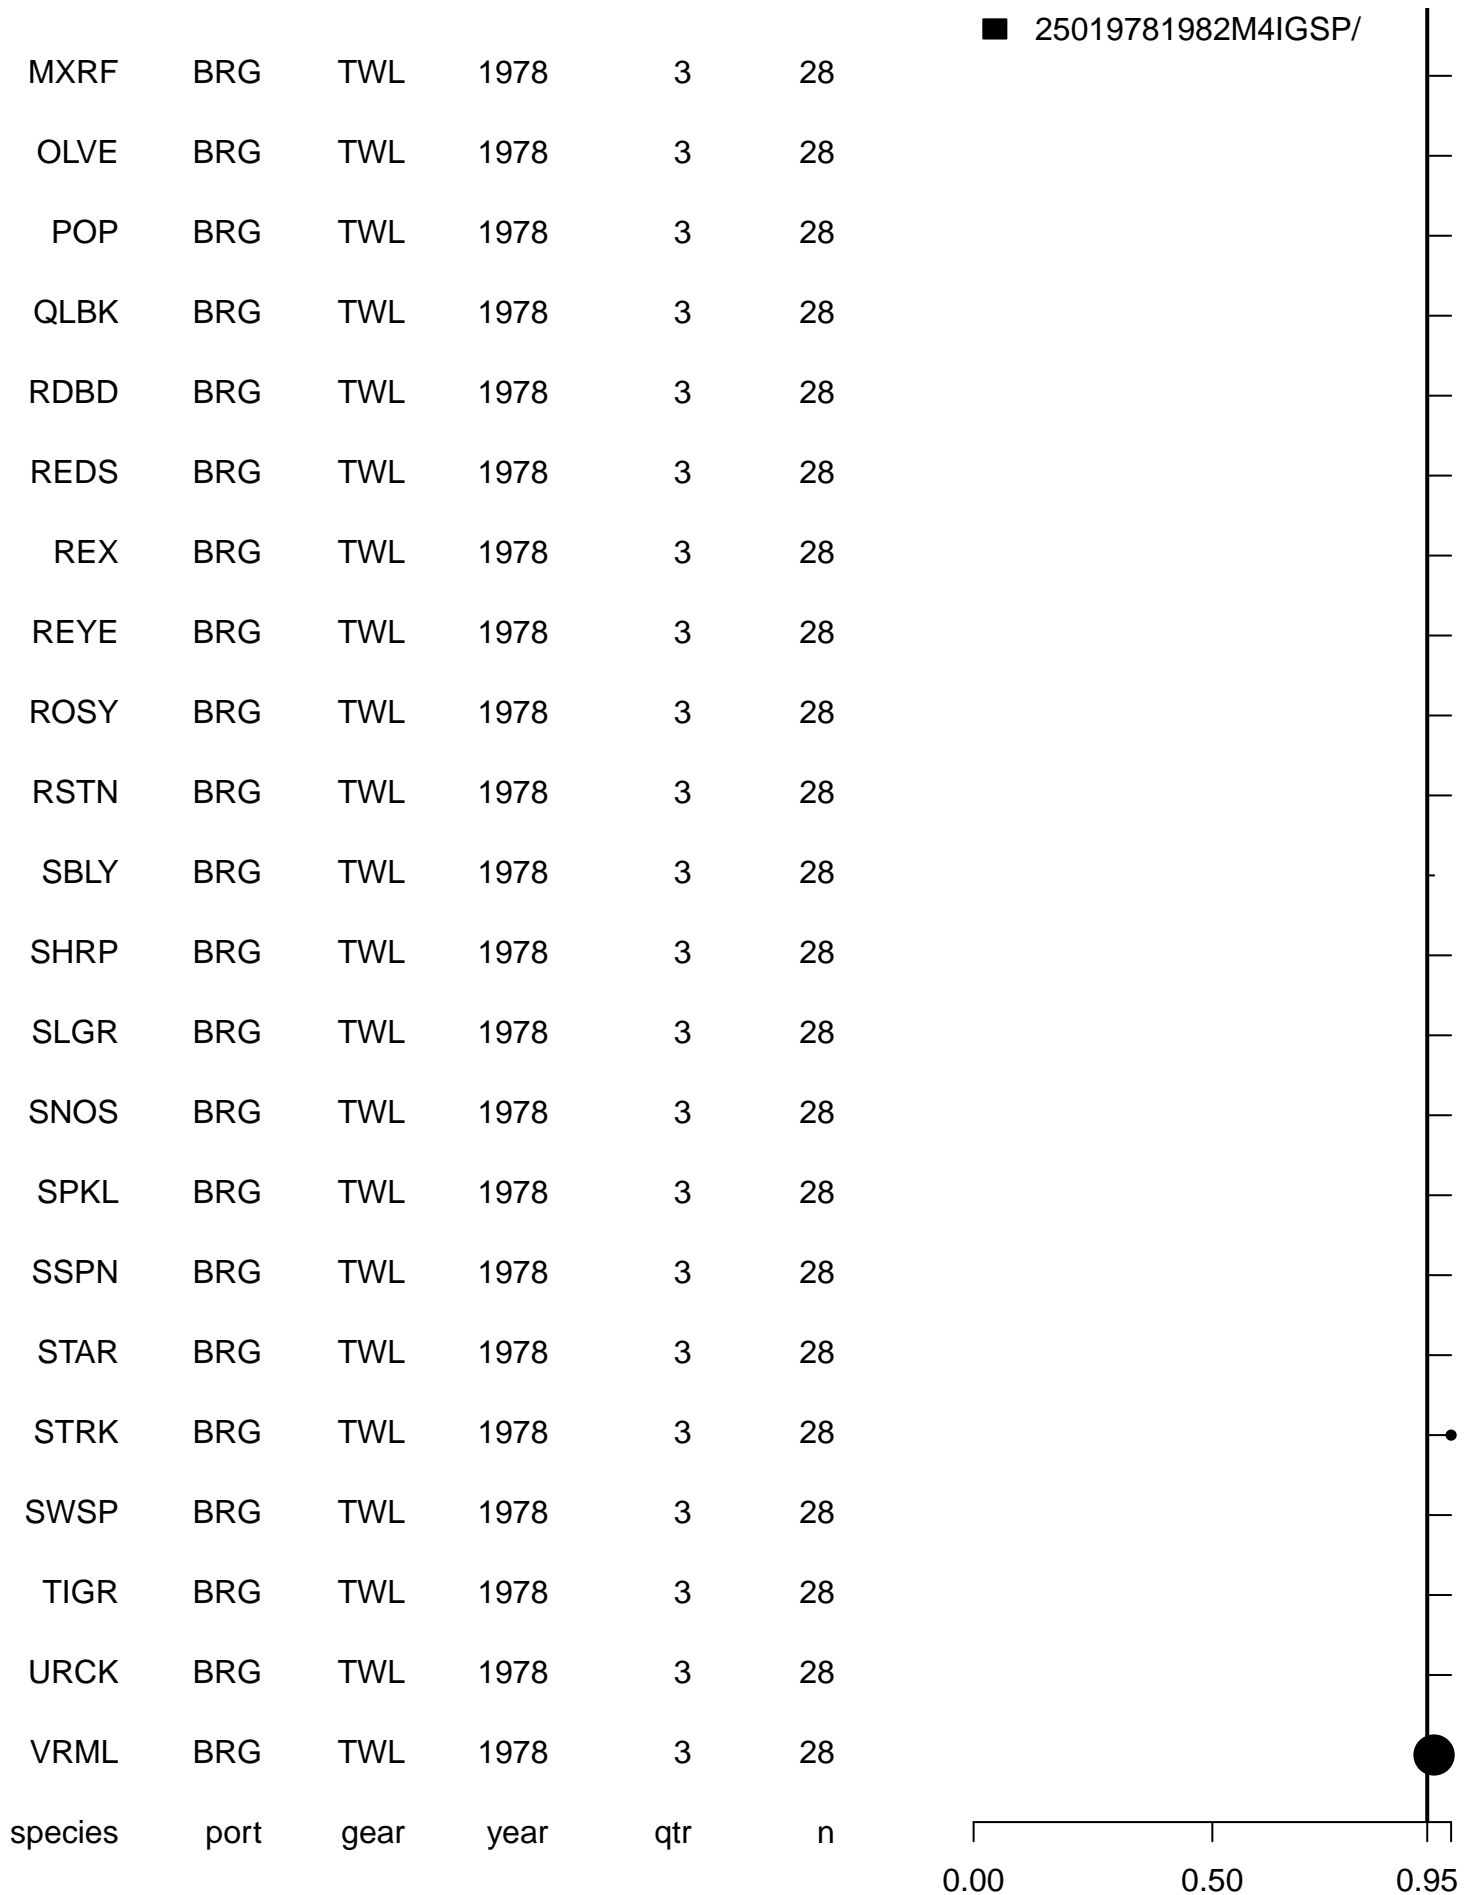 25019781982M4IGSP/
MXRF BRG TWL 1978 3 28
OLVE BRG TWL 1978 3 28
POP BRG TWL 1978 3 28
QLBK BRG TWL 1978 3 28
RDBD BRG TWL 1978 3 28
REDS BRG TWL 1978 3 28
REX BRG TWL 1978 3 28
REYE BRG TWL 1978 3 28
ROSY BRG TWL 1978 3 28
RSTN BRG TWL 1978 3 28
SBLY BRG TWL 1978 3 28
SHRP BRG TWL 1978 3 28
SLGR BRG TWL 1978 3 28
SNOS BRG TWL 1978 3 28
SPKL BRG TWL 1978 3 28
SSPN BRG TWL 1978 3 28
STAR BRG TWL 1978 3 28
STRK BRG TWL 1978 3 28
SWSP BRG TWL 1978 3 28
TIGR BRG TWL 1978 3 28
URCK BRG TWL 1978 3 28
VRML BRG TWL 1978 3 28
species port gear year qtr n
0.00 0.50 0.95